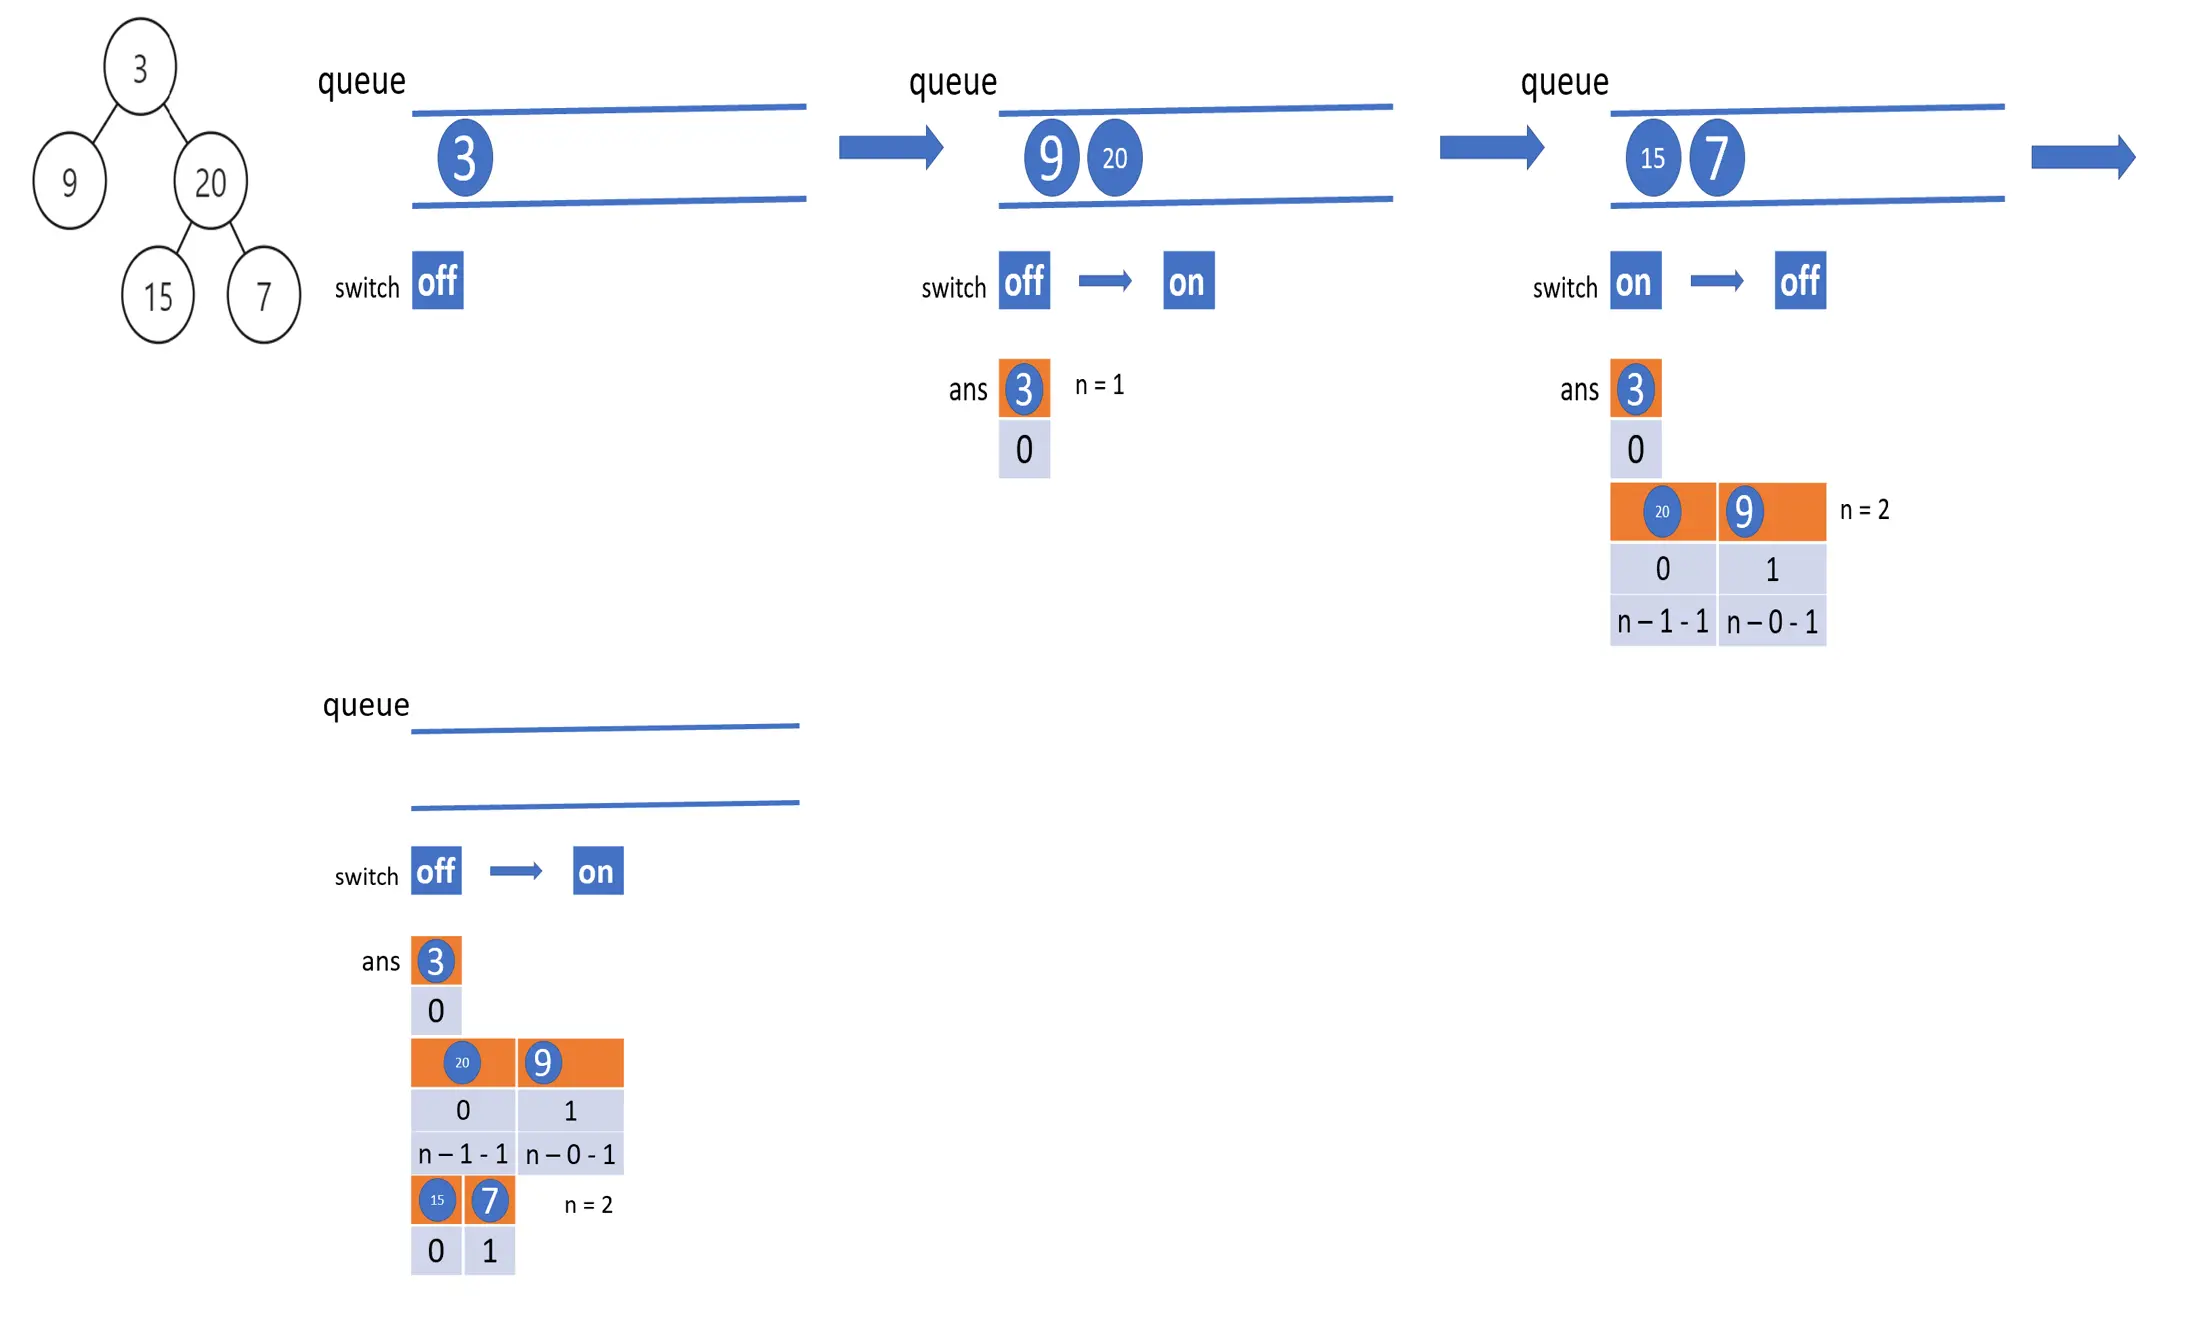 3
9 20
15 7
queue
3
switch off
queue
9 20
switch off on
ans 3 n = 1
0
queue
15 7
switch on off
ans 3
0
20 9 n = 2
0 1
n – 1 - 1 n – 0 - 1
queue
switch off on
ans 3
0
20 9
0 1
n – 1 - 1 n – 0 - 1
15 7 n = 2
0 1